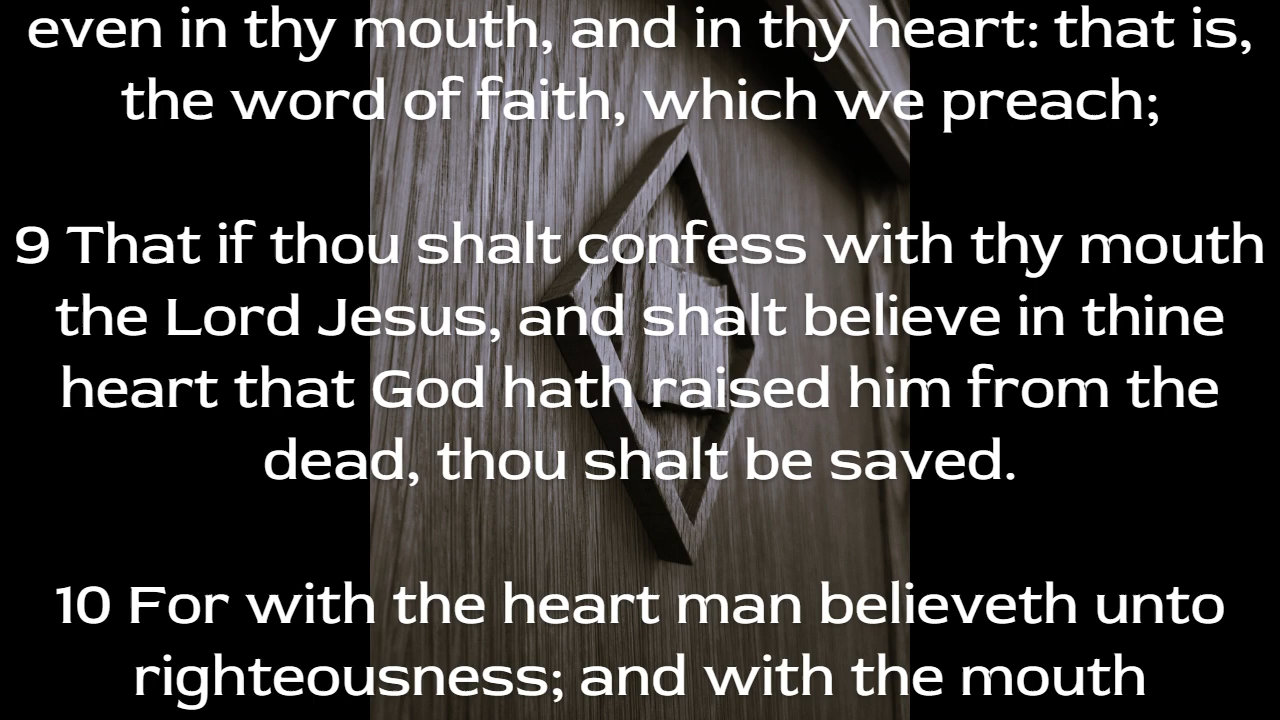 even in thy mouth, and in thy heart: that is,
the word of faith, which we preach;
9 That if thou shalt confess with thy mouth
the Lord Jesus, and shalt believe in thine
heart that God hath raised him from the
dead, thou shalt be saved.
10 For with the heart man believeth unto
righteousness; and with the mouth